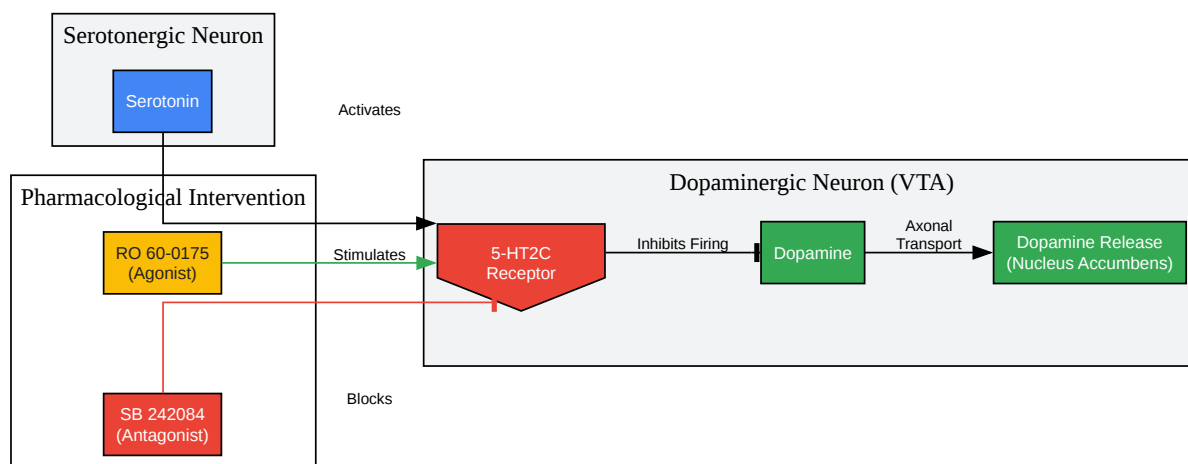 Serotonergic Neuron
Serotonin
Activates
Pharmacological Intervention
RO 60-0175
(Agonist)
Stimulates
SB 242084
(Antagonist)
Blocks
Dopaminergic Neuron (VTA)
5-HT2C
Receptor
Inhibits Firing
Dopamine
Axonal
Transport
Dopamine Release
(Nucleus Accumbens)